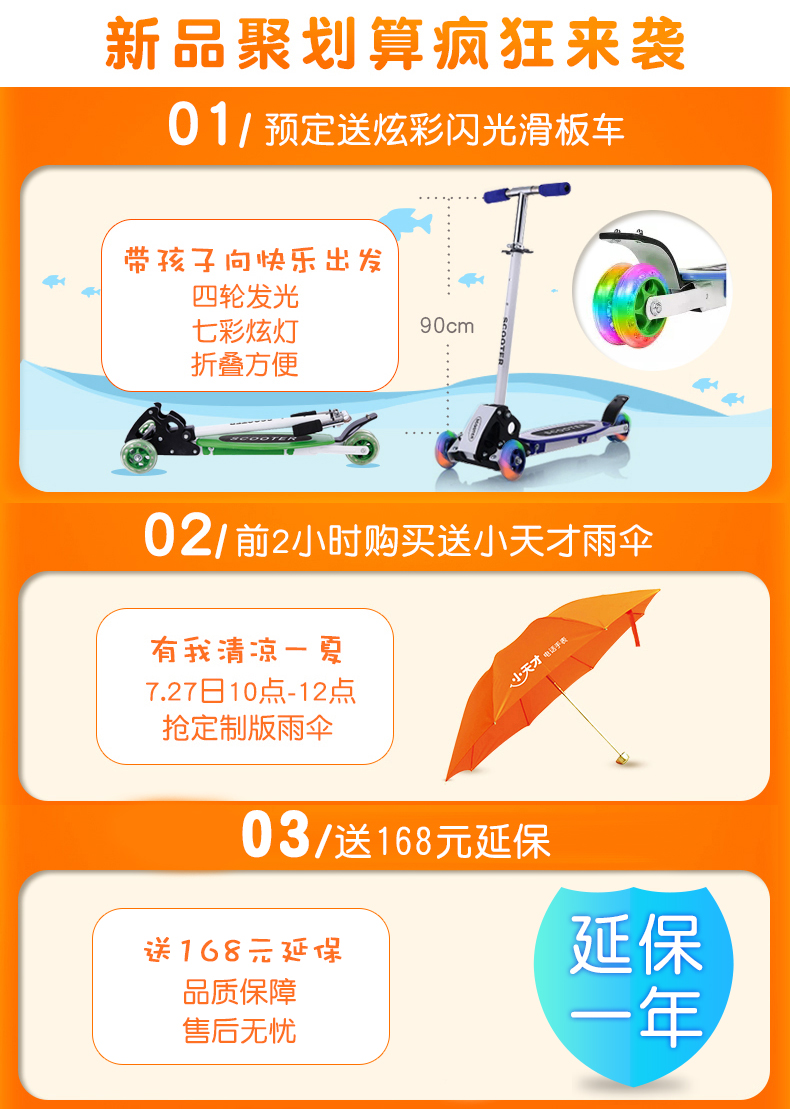 新品聚划算疯狂来袭
01/预定送炫彩闪光滑板车
带孩子向快乐出发
四轮发光
七彩炫灯
折叠方便
90cm
SCOOTER
SCOOTER
SCOOTER
SCOOTER
02/前2小时购买送小天才雨伞
有我清凉一夏
7.27日10点-12点
抢定制版雨伞
小天才 电话手表
03/送168元延保
送168元延保
品质保障
售后无忧
延保
一年